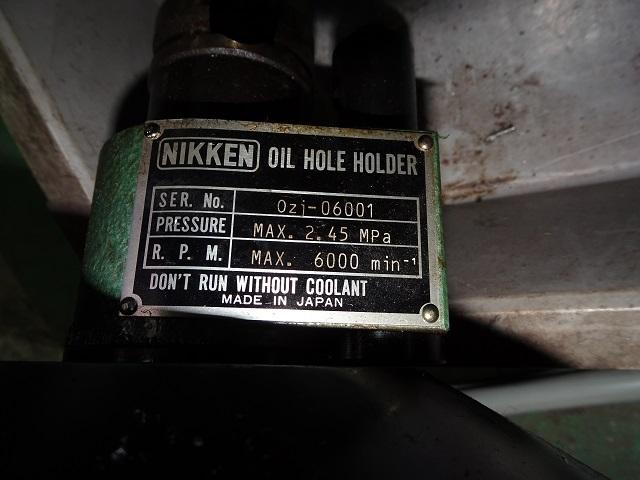 NIKKEN OIL HOLE HOLDER
SER. No. Ozj-06001
PRESSURE MAX. 2.45 MPa
R. P. M. MAX. 6000 min⁻¹
DON'T RUN WITHOUT COOLANT
MADE IN JAPAN